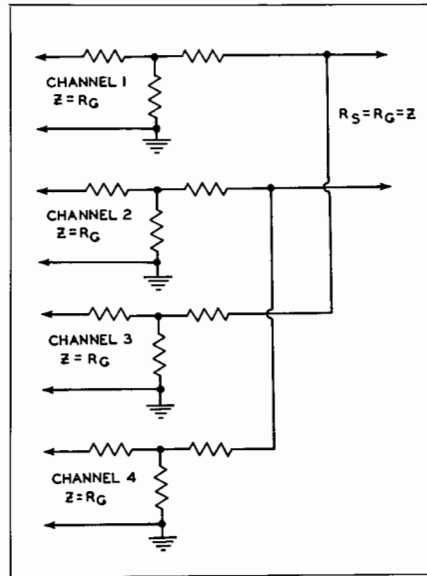 CHANNEL 1
Z=RG
RS=RG=Z
CHANNEL 2
Z=RG
CHANNEL 3
Z=RG
CHANNEL 4
Z=RG